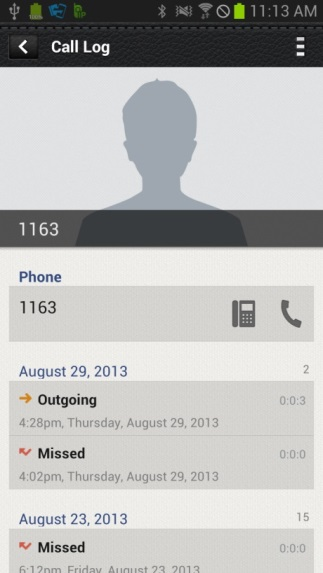 11:13 AM
Call Log
1163
Phone
1163
August 29, 2013 2
Outgoing 0:0:3
4:28pm, Thursday, August 29, 2013
Missed 0:0:0
4:02pm, Thursday, August 29, 2013
August 23, 2013 15
Missed 0:0:0
6:12pm, Friday, August 23, 2013